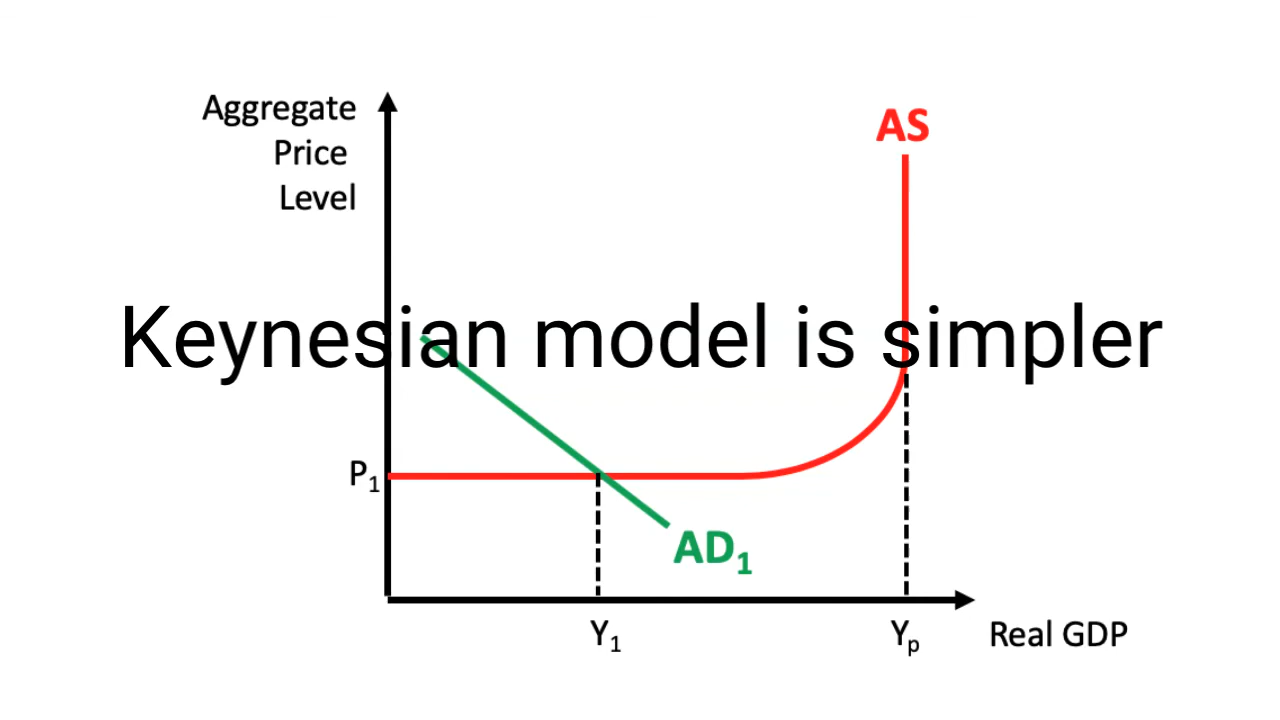 Aggregate
Price
Level
AS
Keynesian model is simpler
P1
AD1
Y1
Yp
Real GDP